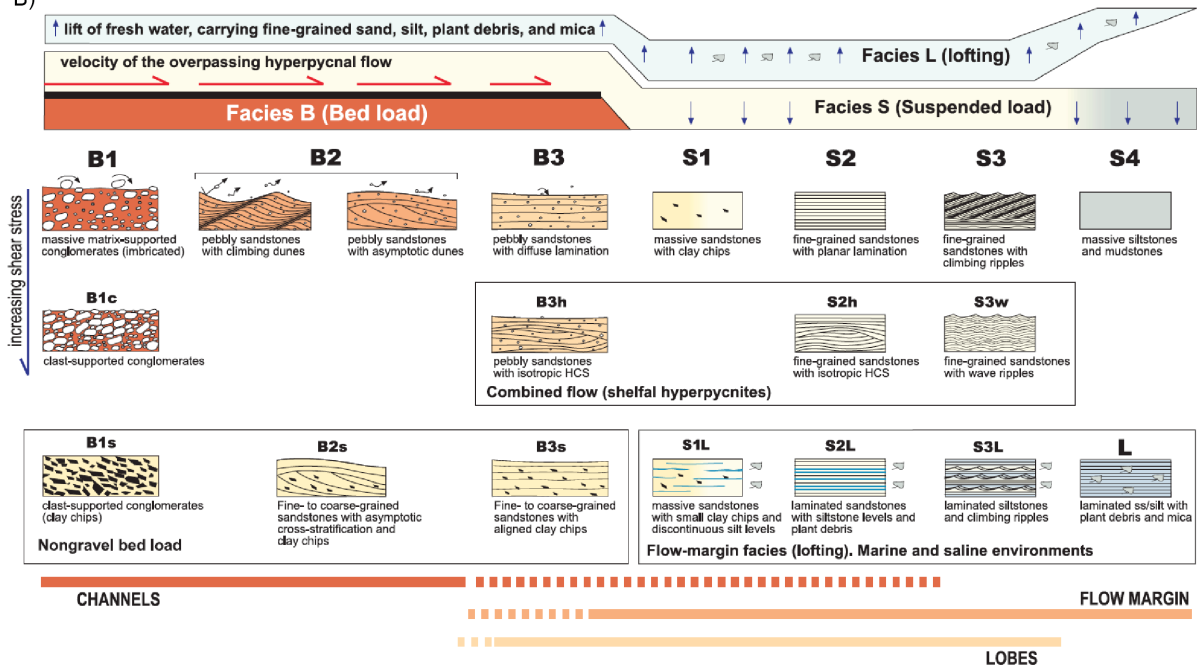 B)
lift of fresh water, carrying fine-grained sand, silt, plant debris, and mica
velocity of the overpassing hyperpycnal flow
Facies L (lofting)
Facies B (Bed load)
Facies S (Suspended load)
B1
B2
B3
S1
S2
S3
S4
increasing shear stress
massive matrix-supported
conglomerates (imbricated)
pebbly sandstones
with climbing dunes
pebbly sandstones
with asymptotic dunes
pebbly sandstones
with diffuse lamination
massive sandstones
with clay chips
fine-grained sandstones
with planar lamination
fine-grained
sandstones with
climbing ripples
massive siltstones
and mudstones
B1c
clast-supported conglomerates
B3h
S2h
S3w
pebbly sandstones
with isotropic HCS
fine-grained sandstones
with isotropic HCS
fine-grained sandstones
with wave ripples
Combined flow (shelfal hyperpycnites)
B1s
B2s
B3s
clast-supported conglomerates
(clay chips)
Fine- to coarse-grained
sandstones with asymptotic
cross-stratification and
clay chips
Fine- to coarse-grained
sandstones with
aligned clay chips
Nongravel bed load
S1L
S2L
S3L
L
massive sandstones
with small clay chips and
discontinuous silt levels
laminated sandstones
with siltstone levels and
plant debris
laminated siltstones
and climbing ripples
laminated ss/silt with
plant debris and mica
Flow-margin facies (lofting). Marine and saline environments
CHANNELS
FLOW MARGIN
LOBES